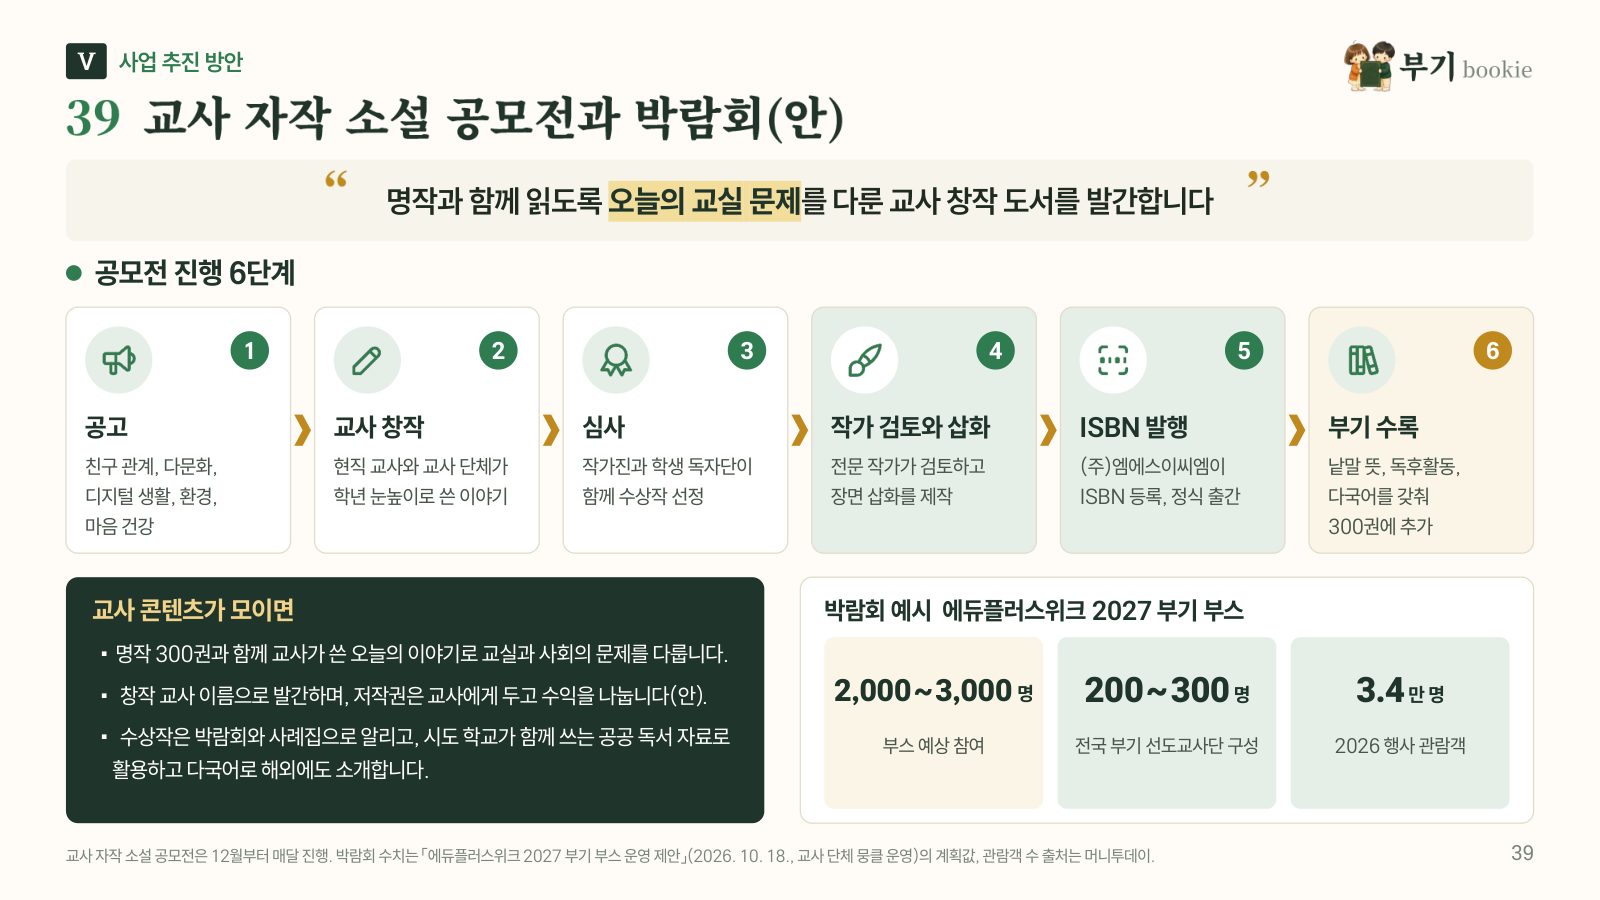 V 사업 추진 방안
부기 bookie
39 교사 자작 소설 공모전과 박람회(안)
“ 명작과 함께 읽도록 오늘의 교실 문제를 다룬 교사 창작 도서를 발간합니다 ”
공모전 진행 6단계
1
공고
친구 관계, 다문화,
디지털 생활, 환경,
마음 건강
2
교사 창작
현직 교사와 교사 단체가
학년 눈높이로 쓴 이야기
3
심사
작가진과 학생 독자단이
함께 수상작 선정
4
작가 검토와 삽화
전문 작가가 검토하고
장면 삽화를 제작
5
ISBN 발행
(주)엠에스이씨엠이
ISBN 등록, 정식 출간
6
부기 수록
낱말 뜻, 독후활동,
다국어를 갖춰
300권에 추가
교사 콘텐츠가 모이면
▪ 명작 300권과 함께 교사가 쓴 오늘의 이야기로 교실과 사회의 문제를 다룹니다.
▪ 창작 교사 이름으로 발간하며, 저작권은 교사에게 두고 수익을 나눕니다(안).
▪ 수상작은 박람회와 사례집으로 알리고, 시도 학교가 함께 쓰는 공공 독서 자료로
활용하고 다국어로 해외에도 소개합니다.
박람회 예시 에듀플러스위크 2027 부기 부스
2,000~3,000 명
부스 예상 참여
200~300 명
전국 부기 선도교사단 구성
3.4 만 명
2026 행사 관람객
교사 자작 소설 공모전은 12월부터 매달 진행. 박람회 수치는 「에듀플러스위크 2027 부기 부스 운영 제안」(2026. 10. 18., 교사 단체 뭉클 운영)의 계획값, 관람객 수 출처는 머니투데이.
39